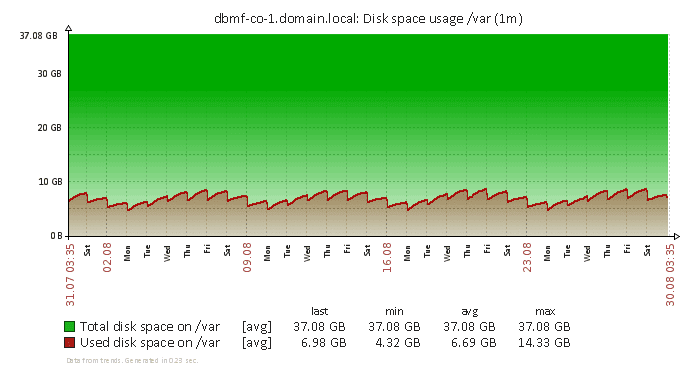 dbmf-co-1.domain.local: Disk space usage /var (1m)
37.08 GB
30 GB
20 GB
10 GB
0 B
31.07 03:35
Sat
02.08
Mon
Tue
Wed
Thu
Fri
Sat
09.08
Mon
Tue
Wed
Thu
Fri
Sat
16.08
Mon
Tue
Wed
Thu
Fri
Sat
23.08
Mon
Tue
Wed
Thu
Fri
Sat
30.08 03:35
last min avg max
Total disk space on /var [avg] 37.08 GB 37.08 GB 37.08 GB 37.08 GB
Used disk space on /var [avg] 6.98 GB 4.32 GB 6.69 GB 14.33 GB
Data from trends. Generated in 0.23 sec.